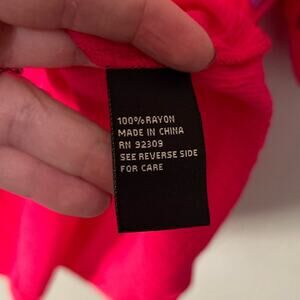 100% RAYON
MADE IN CHINA
RN 92309
SEE REVERSE SIDE
FOR CARE